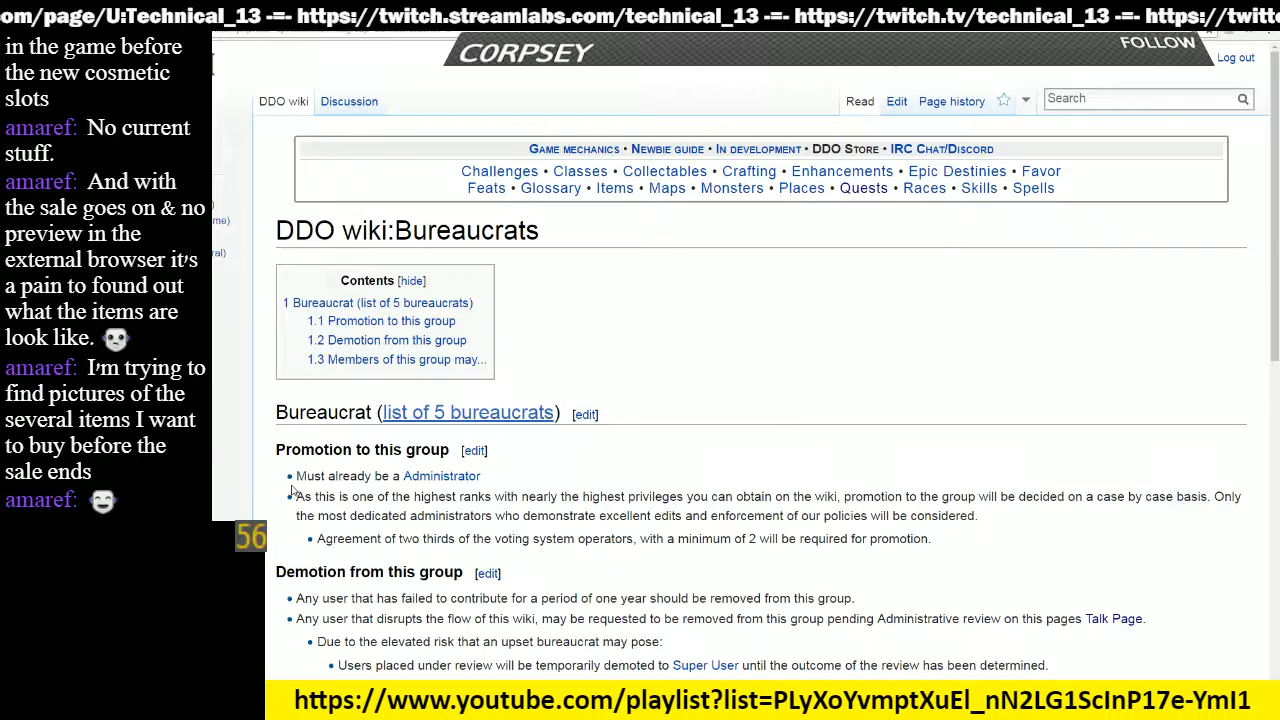 om/page/U:Technical_13 -=- https://twitch.streamlabs.com/technical_13 -=- https://twitch.tv/technical_13 -=- https://twitt
in the game before
the new cosmetic
slots
amaref: No current
stuff.
amaref: And with
the sale goes on & no
preview in the
external browser it's
a pain to found out
what the items are
look like.
amaref: I'm trying to
find pictures of the
several items I want
to buy before the
sale ends
amaref:
56
CORPSEY
FOLLOW
Log out
DDO wiki Discussion Read Edit Page history Search
Game mechanics • Newbie guide • In development • DDO Store • IRC Chat/Discord
Challenges • Classes • Collectables • Crafting • Enhancements • Epic Destinies • Favor
Feats • Glossary • Items • Maps • Monsters • Places • Quests • Races • Skills • Spells
me)
ral)
DDO wiki:Bureaucrats
Contents [hide]
1 Bureaucrat (list of 5 bureaucrats)
1.1 Promotion to this group
1.2 Demotion from this group
1.3 Members of this group may...
Bureaucrat (list of 5 bureaucrats) [edit]
Promotion to this group [edit]
• Must already be a Administrator
• As this is one of the highest ranks with nearly the highest privileges you can obtain on the wiki, promotion to the group will be decided on a case by case basis. Only
the most dedicated administrators who demonstrate excellent edits and enforcement of our policies will be considered.
• Agreement of two thirds of the voting system operators, with a minimum of 2 will be required for promotion.
Demotion from this group [edit]
• Any user that has failed to contribute for a period of one year should be removed from this group.
• Any user that disrupts the flow of this wiki, may be requested to be removed from this group pending Administrative review on this pages Talk Page.
• Due to the elevated risk that an upset bureaucrat may pose:
• Users placed under review will be temporarily demoted to Super User until the outcome of the review has been determined.
https://www.youtube.com/playlist?list=PLyXoYvmptXuEl_nN2LG1ScInP17e-YmI1